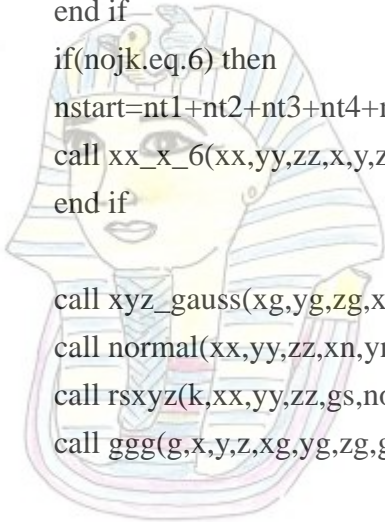 end if
if(nojk.eq.6) then
nstart=nt1+nt2+nt3+nt4+
call xx_x_6(xx,yy,zz,x,y,z
end if
call xyz_gauss(xg,yg,zg,x
call normal(xx,yy,zz,xn,y
call rsxyz(k,xx,yy,zz,gs,no
call ggg(g,x,y,z,xg,yg,zg,g